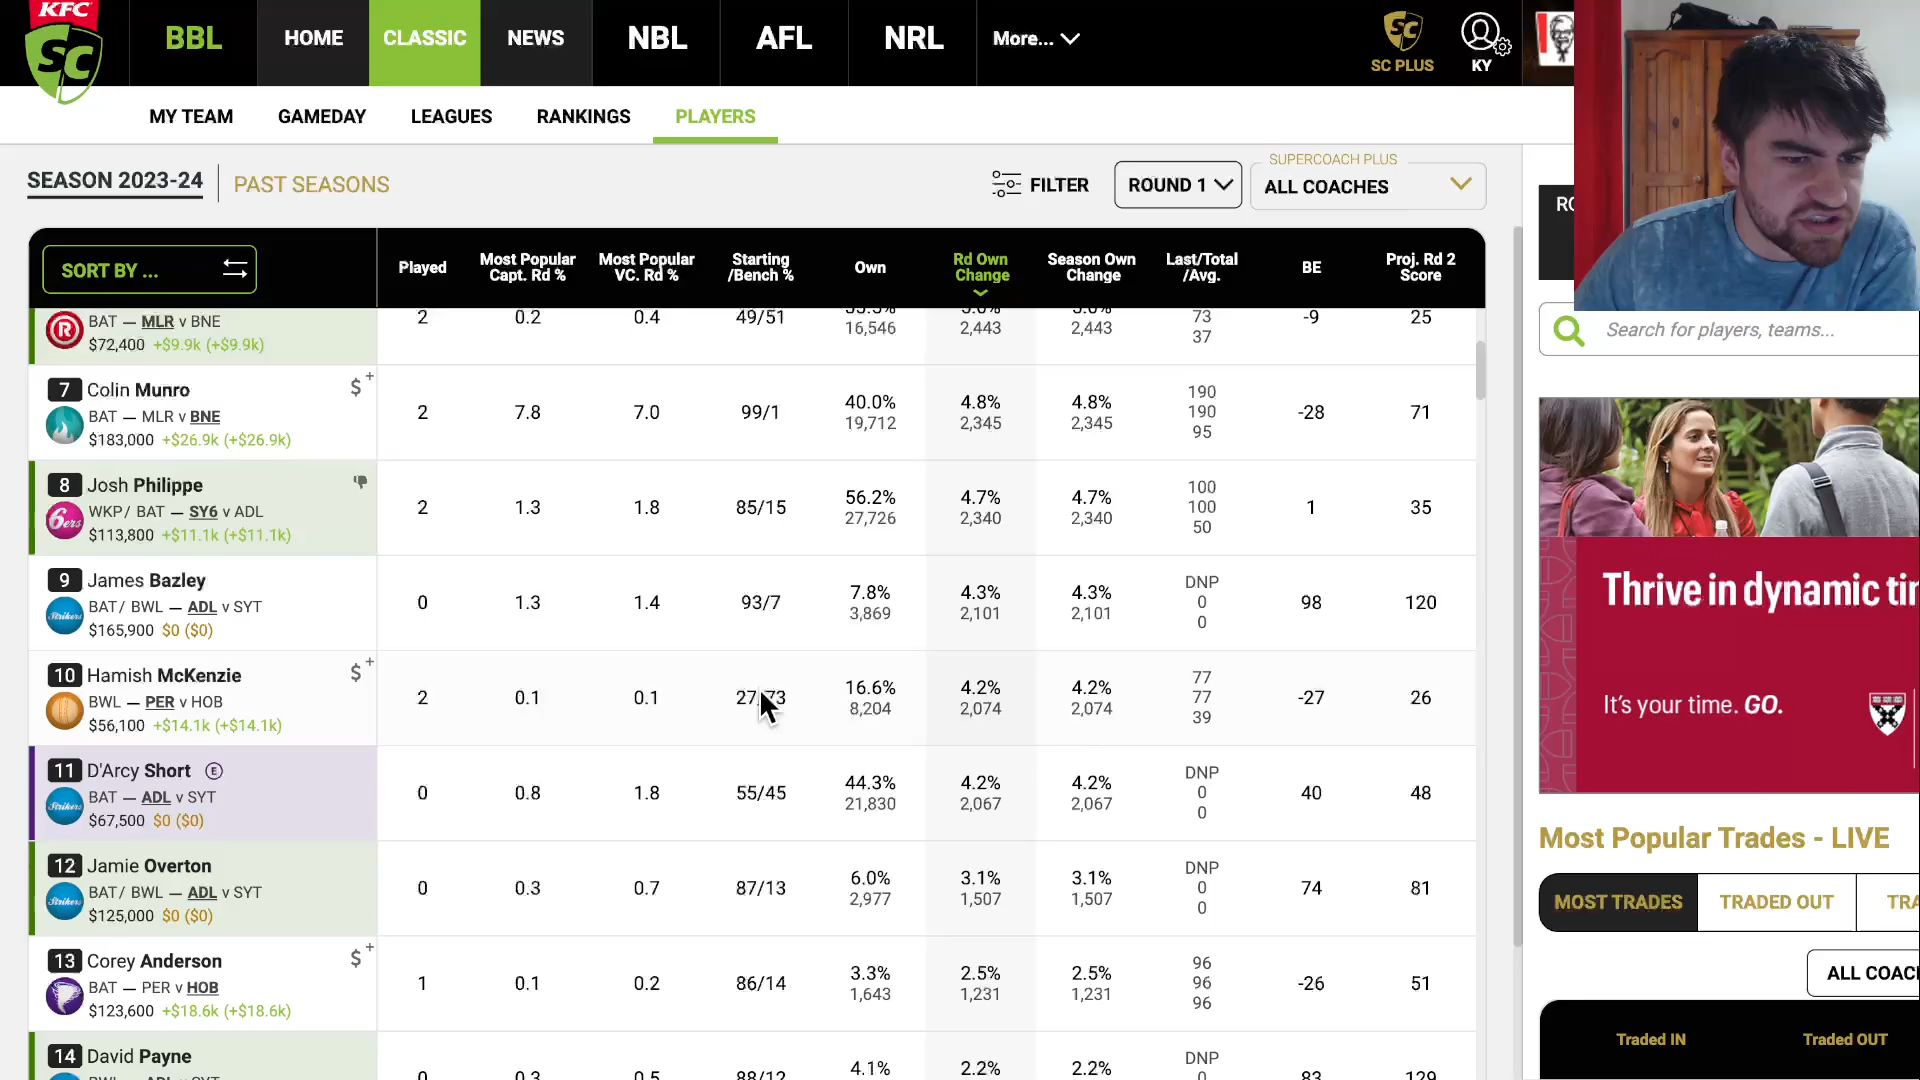 KFC
SC
BBL
HOME
CLASSIC
NEWS
NBL
AFL
NRL
More...
SC
SC PLUS
KY
MY TEAM
GAMEDAY
LEAGUES
RANKINGS
PLAYERS
SEASON 2023-24
PAST SEASONS
FILTER
ROUND 1
SUPERCOACH PLUS
ALL COACHES
SORT BY ...
Played
Most Popular Capt. Rd %
Most Popular VC. Rd %
Starting /Bench %
Own
Rd Own Change
Season Own Change
Last/Total /Avg.
BE
Proj. Rd 2 Score
BAT — MLR v BNE
$72,400 +$9.9k (+$9.9k)
2 0.2 0.4 49/51 16,546 2,443 2,443 73 37 -9 25
7 Colin Munro $+
BAT — MLR v BNE
$183,000 +$26.9k (+$26.9k)
2 7.8 7.0 99/1 40.0% 19,712 4.8% 2,345 4.8% 2,345 190 190 95 -28 71
8 Josh Philippe
6ers
WKP/ BAT — SY6 v ADL
$113,800 +$11.1k (+$11.1k)
2 1.3 1.8 85/15 56.2% 27,726 4.7% 2,340 4.7% 2,340 100 100 50 1 35
9 James Bazley
Strikers
BAT/ BWL — ADL v SYT
$165,900 $0 ($0)
0 1.3 1.4 93/7 7.8% 3,869 4.3% 2,101 4.3% 2,101 DNP 0 0 98 120
10 Hamish McKenzie $+
BWL — PER v HOB
$56,100 +$14.1k (+$14.1k)
2 0.1 0.1 27/73 16.6% 8,204 4.2% 2,074 4.2% 2,074 77 77 39 -27 26
11 D'Arcy Short E
Strikers
BAT — ADL v SYT
$67,500 $0 ($0)
0 0.8 1.8 55/45 44.3% 21,830 4.2% 2,067 4.2% 2,067 DNP 0 0 40 48
12 Jamie Overton
Strikers
BAT/ BWL — ADL v SYT
$125,000 $0 ($0)
0 0.3 0.7 87/13 6.0% 2,977 3.1% 1,507 3.1% 1,507 DNP 0 0 74 81
13 Corey Anderson $+
BAT — PER v HOB
$123,600 +$18.6k (+$18.6k)
1 0.1 0.2 86/14 3.3% 1,643 2.5% 1,231 2.5% 1,231 96 96 96 -26 51
14 David Payne
0 0.3 0.5 88/12 4.1% 2.2% 2.2% DNP 83 129
Search for players, teams...
Thrive in dynamic
It's your time. GO.
Most Popular Trades - LIVE
MOST TRADES
TRADED OUT
ALL
Traded IN
Traded OUT